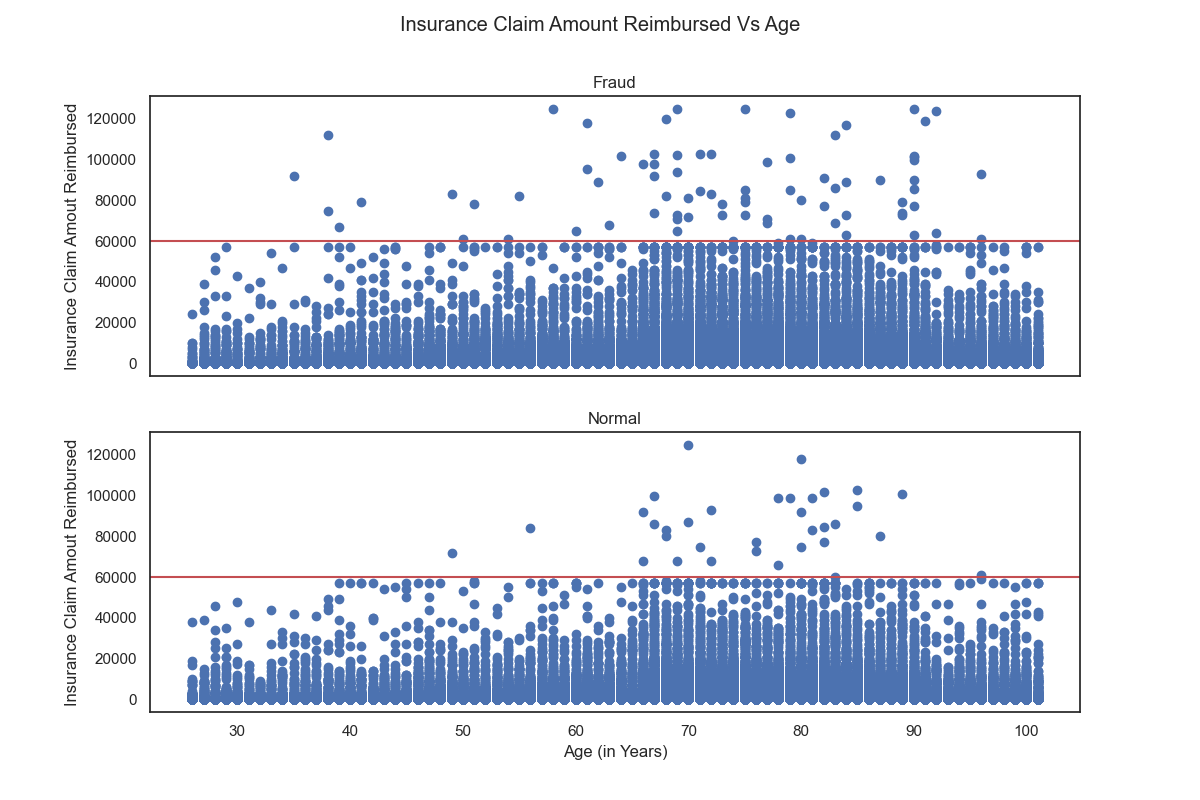 Insurance Claim Amount Reimbursed Vs Age
Fraud
Insurance Claim Amout Reimbursed
120000
100000
80000
60000
40000
20000
0
Normal
Insurance Claim Amout Reimbursed
120000
100000
80000
60000
40000
20000
0
30 40 50 60 70 80 90 100
Age (in Years)